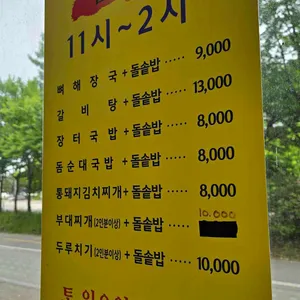 11시~2시
뼈해장국+돌솥밥 ····· 9,000
갈비탕+돌솥밥 ····· 13,000
장터국밥+돌솥밥 ····· 8,000
돔순대국밥+돌솥밥 ····· 8,000
통돼지김치찌개+돌솥밥 ····· 8,000
부대찌개(2인분이상)+돌솥밥 ····· 10.000
두루치기(2인분이상)+돌솥밥 ···· 10,000